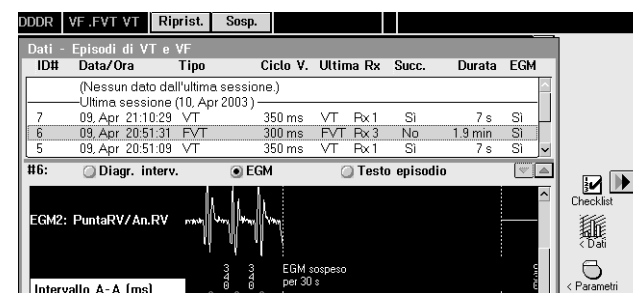 DDDR VF .FVT VT Riprist. Sosp.
Dati - Episodi di VT e VF
ID# Data/Ora Tipo Ciclo V. Ultima Rx Succ. Durata EGM
(Nessun dato dall'ultima sessione.)
Ultima sessione (10, Apr 2003)
7 09, Apr 21:10:29 VT 350 ms VT Rx 1 Sì 7 s Sì
6 09, Apr 20:51:31 FVT 300 ms FVT Rx 3 No 1.9 min Sì
5 09, Apr 20:51:09 VT 350 ms VT Rx 1 Sì 7 s Sì
#6: Diagr. interv. EGM Testo episodio
Checklist
EGM2: PuntaRV/An.RV
< Dati
340 340 EGM sospeso
per 30 s
Intervallo A-A (ms)
< Parametri